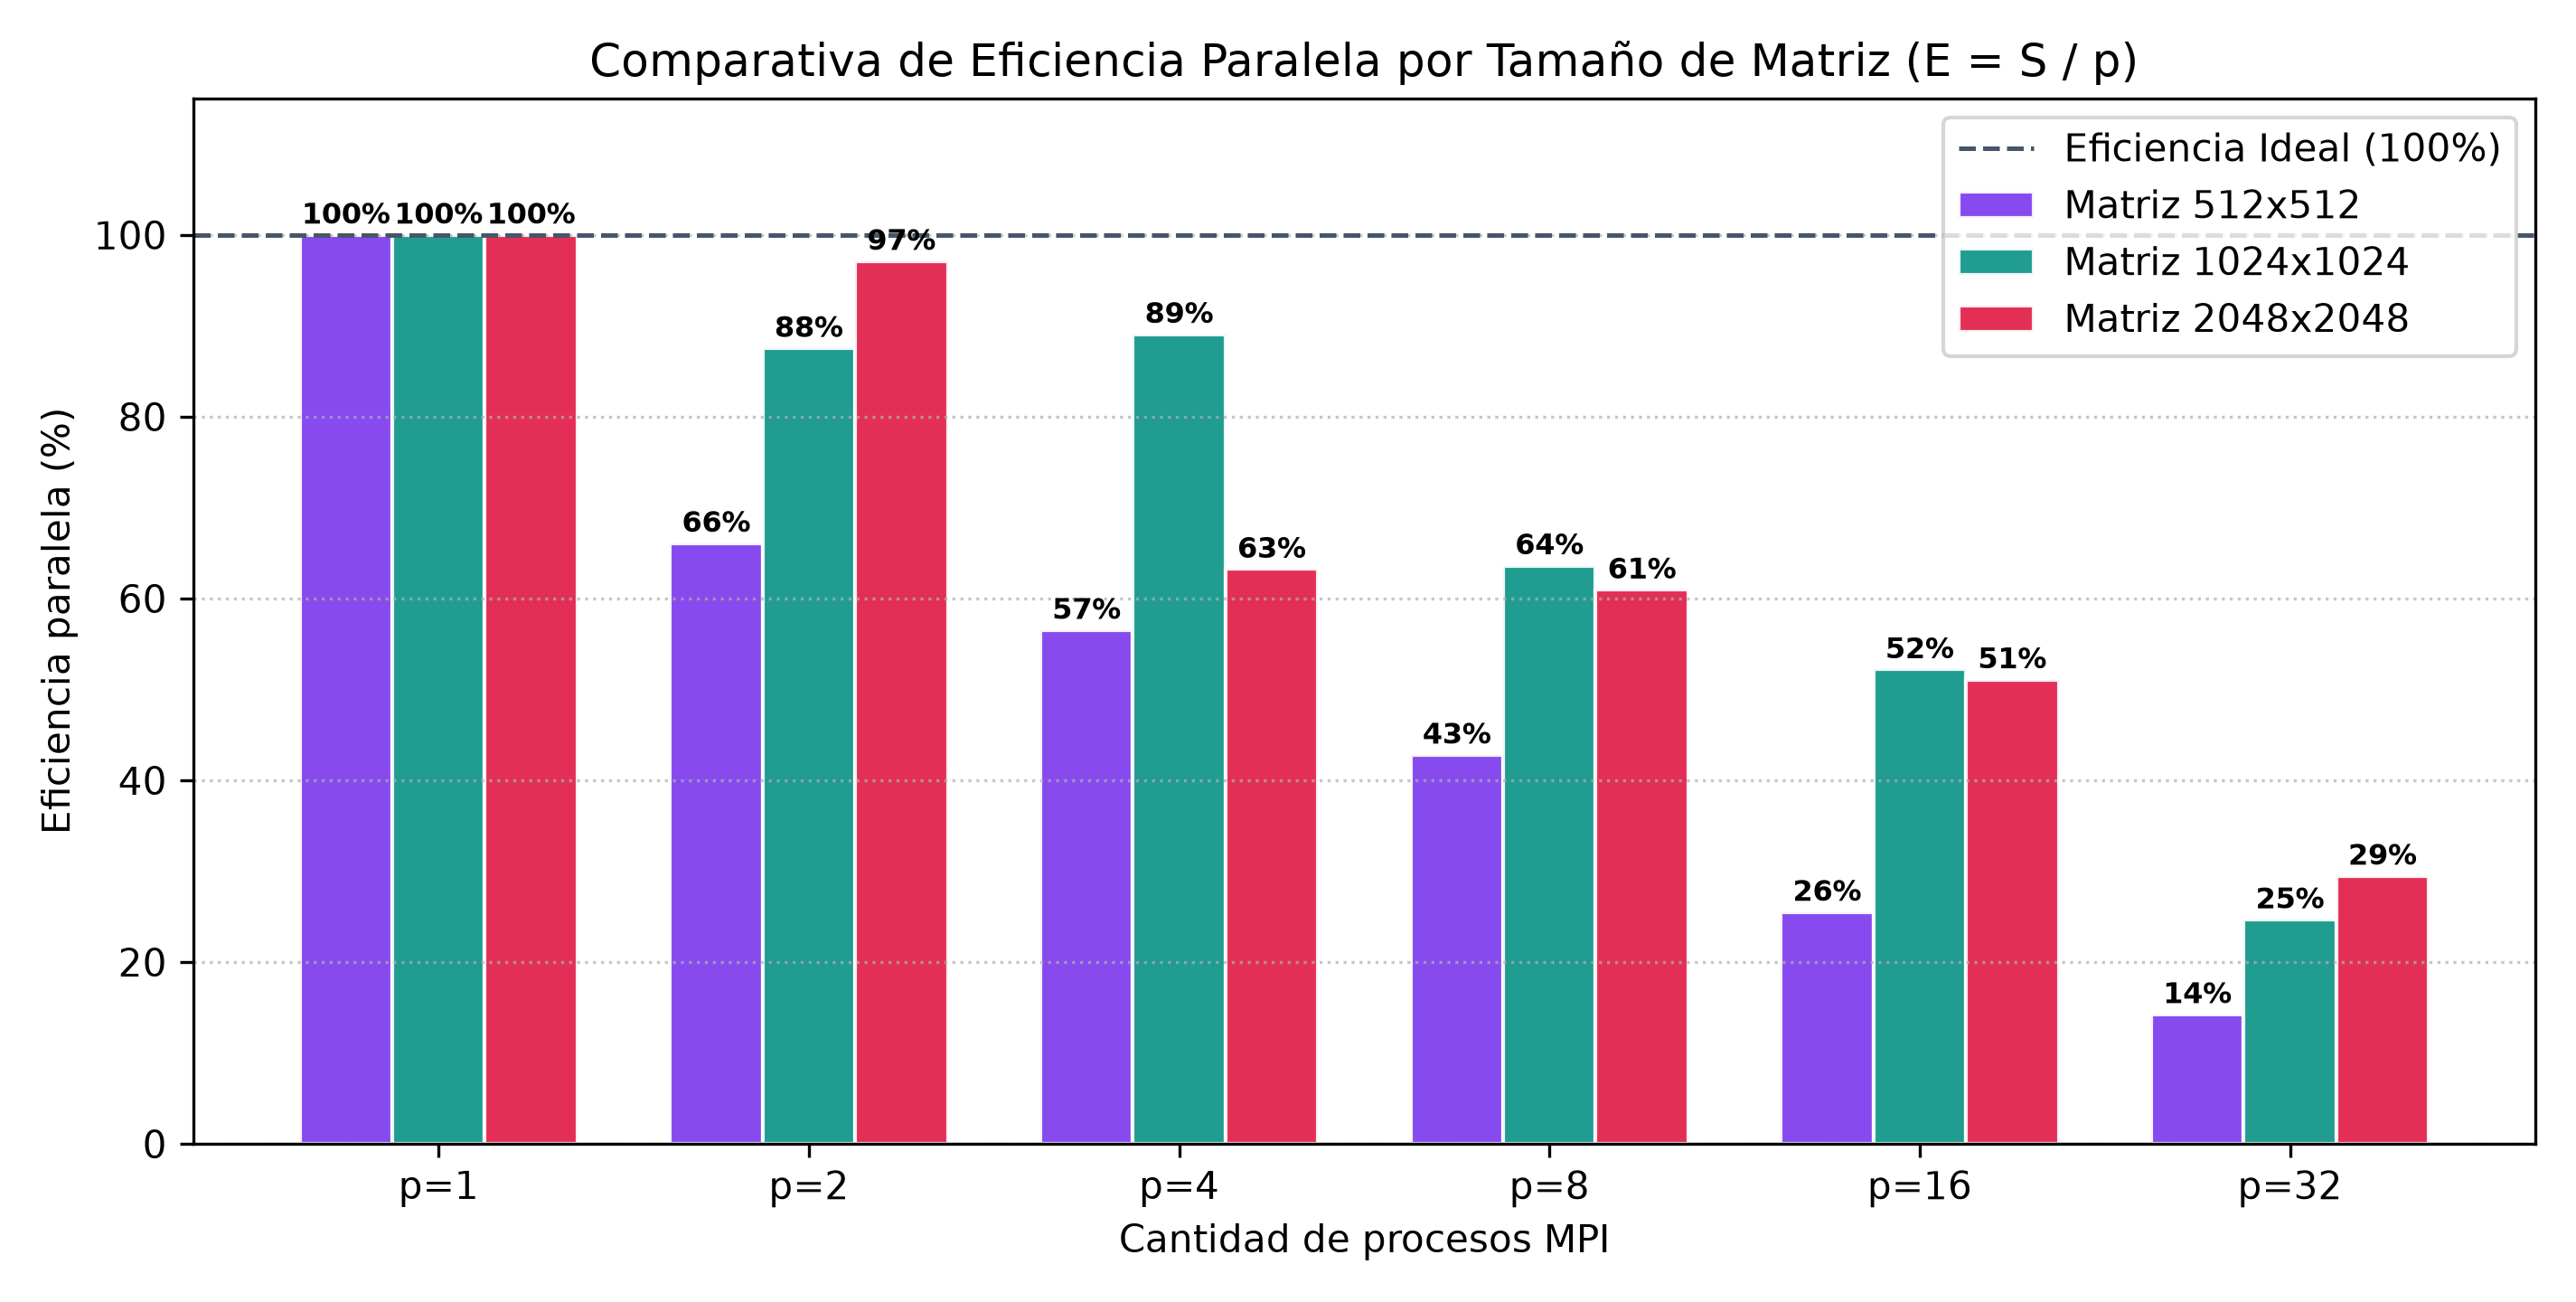 Comparativa de Eficiencia Paralela por Tamaño de Matriz (E = S / p)
Eficiencia Ideal (100%)
Matriz 512x512
Matriz 1024x1024
Matriz 2048x2048
Eficiencia paralela (%)
100
80
60
40
20
0
100% 100% 100%
66% 88% 97%
57% 89% 63%
43% 64% 61%
26% 52% 51%
14% 25% 29%
p=1 p=2 p=4 p=8 p=16 p=32
Cantidad de procesos MPI